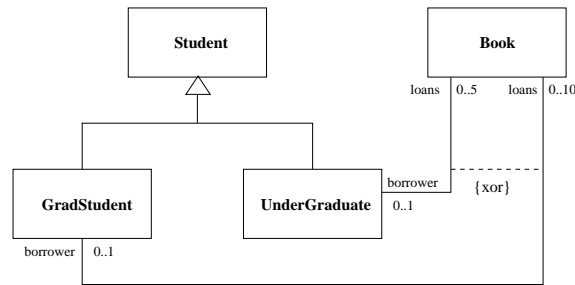 Student
Book
loans 0..5 loans 0..10
borrower
0..1
{xor}
GradStudent
UnderGraduate
borrower 0..1